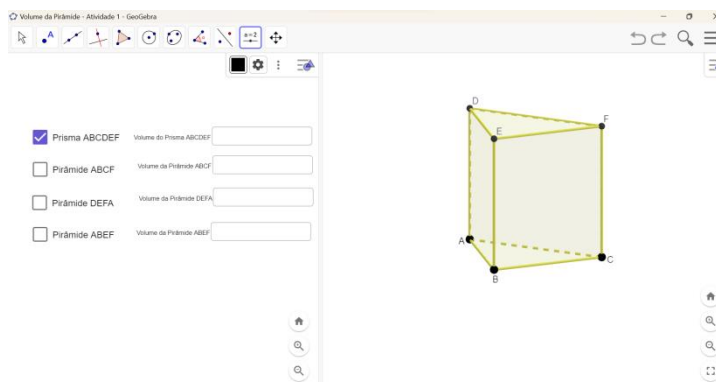 Volume da Pirâmide - Atividade 1 - GeoGebra
A
a=2
Prisma ABCDEF Volume do Prisma ABCDEF
Pirâmide ABCF Volume da Pirâmide ABCF
Pirâmide DEFA Volume da Pirâmide DEFA
Pirâmide ABEF Volume da Pirâmide ABEF
D
F
E
A
C
B